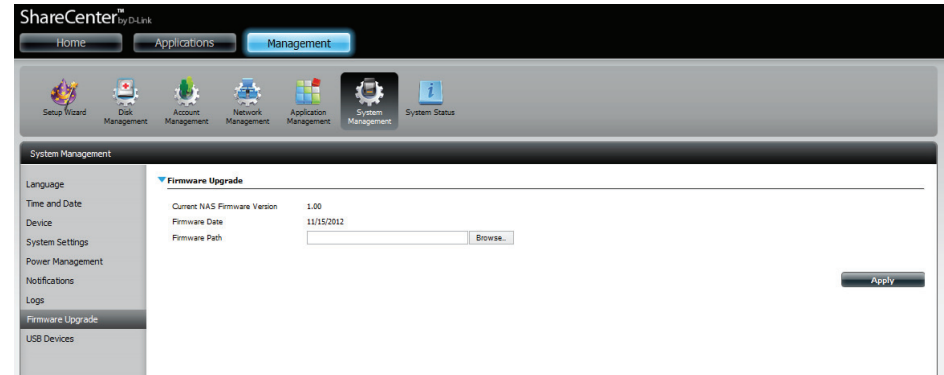 ShareCenter™ by D-Link
Home Applications Management
Setup Wizard Disk Management Account Management Network Management Application Management System Management System Status
System Management
Language
Time and Date
Device
System Settings
Power Management
Notifications
Logs
Firmware Upgrade
USB Devices
Firmware Upgrade
Current NAS Firmware Version 1.00
Firmware Date 11/15/2012
Firmware Path Browse..
Apply